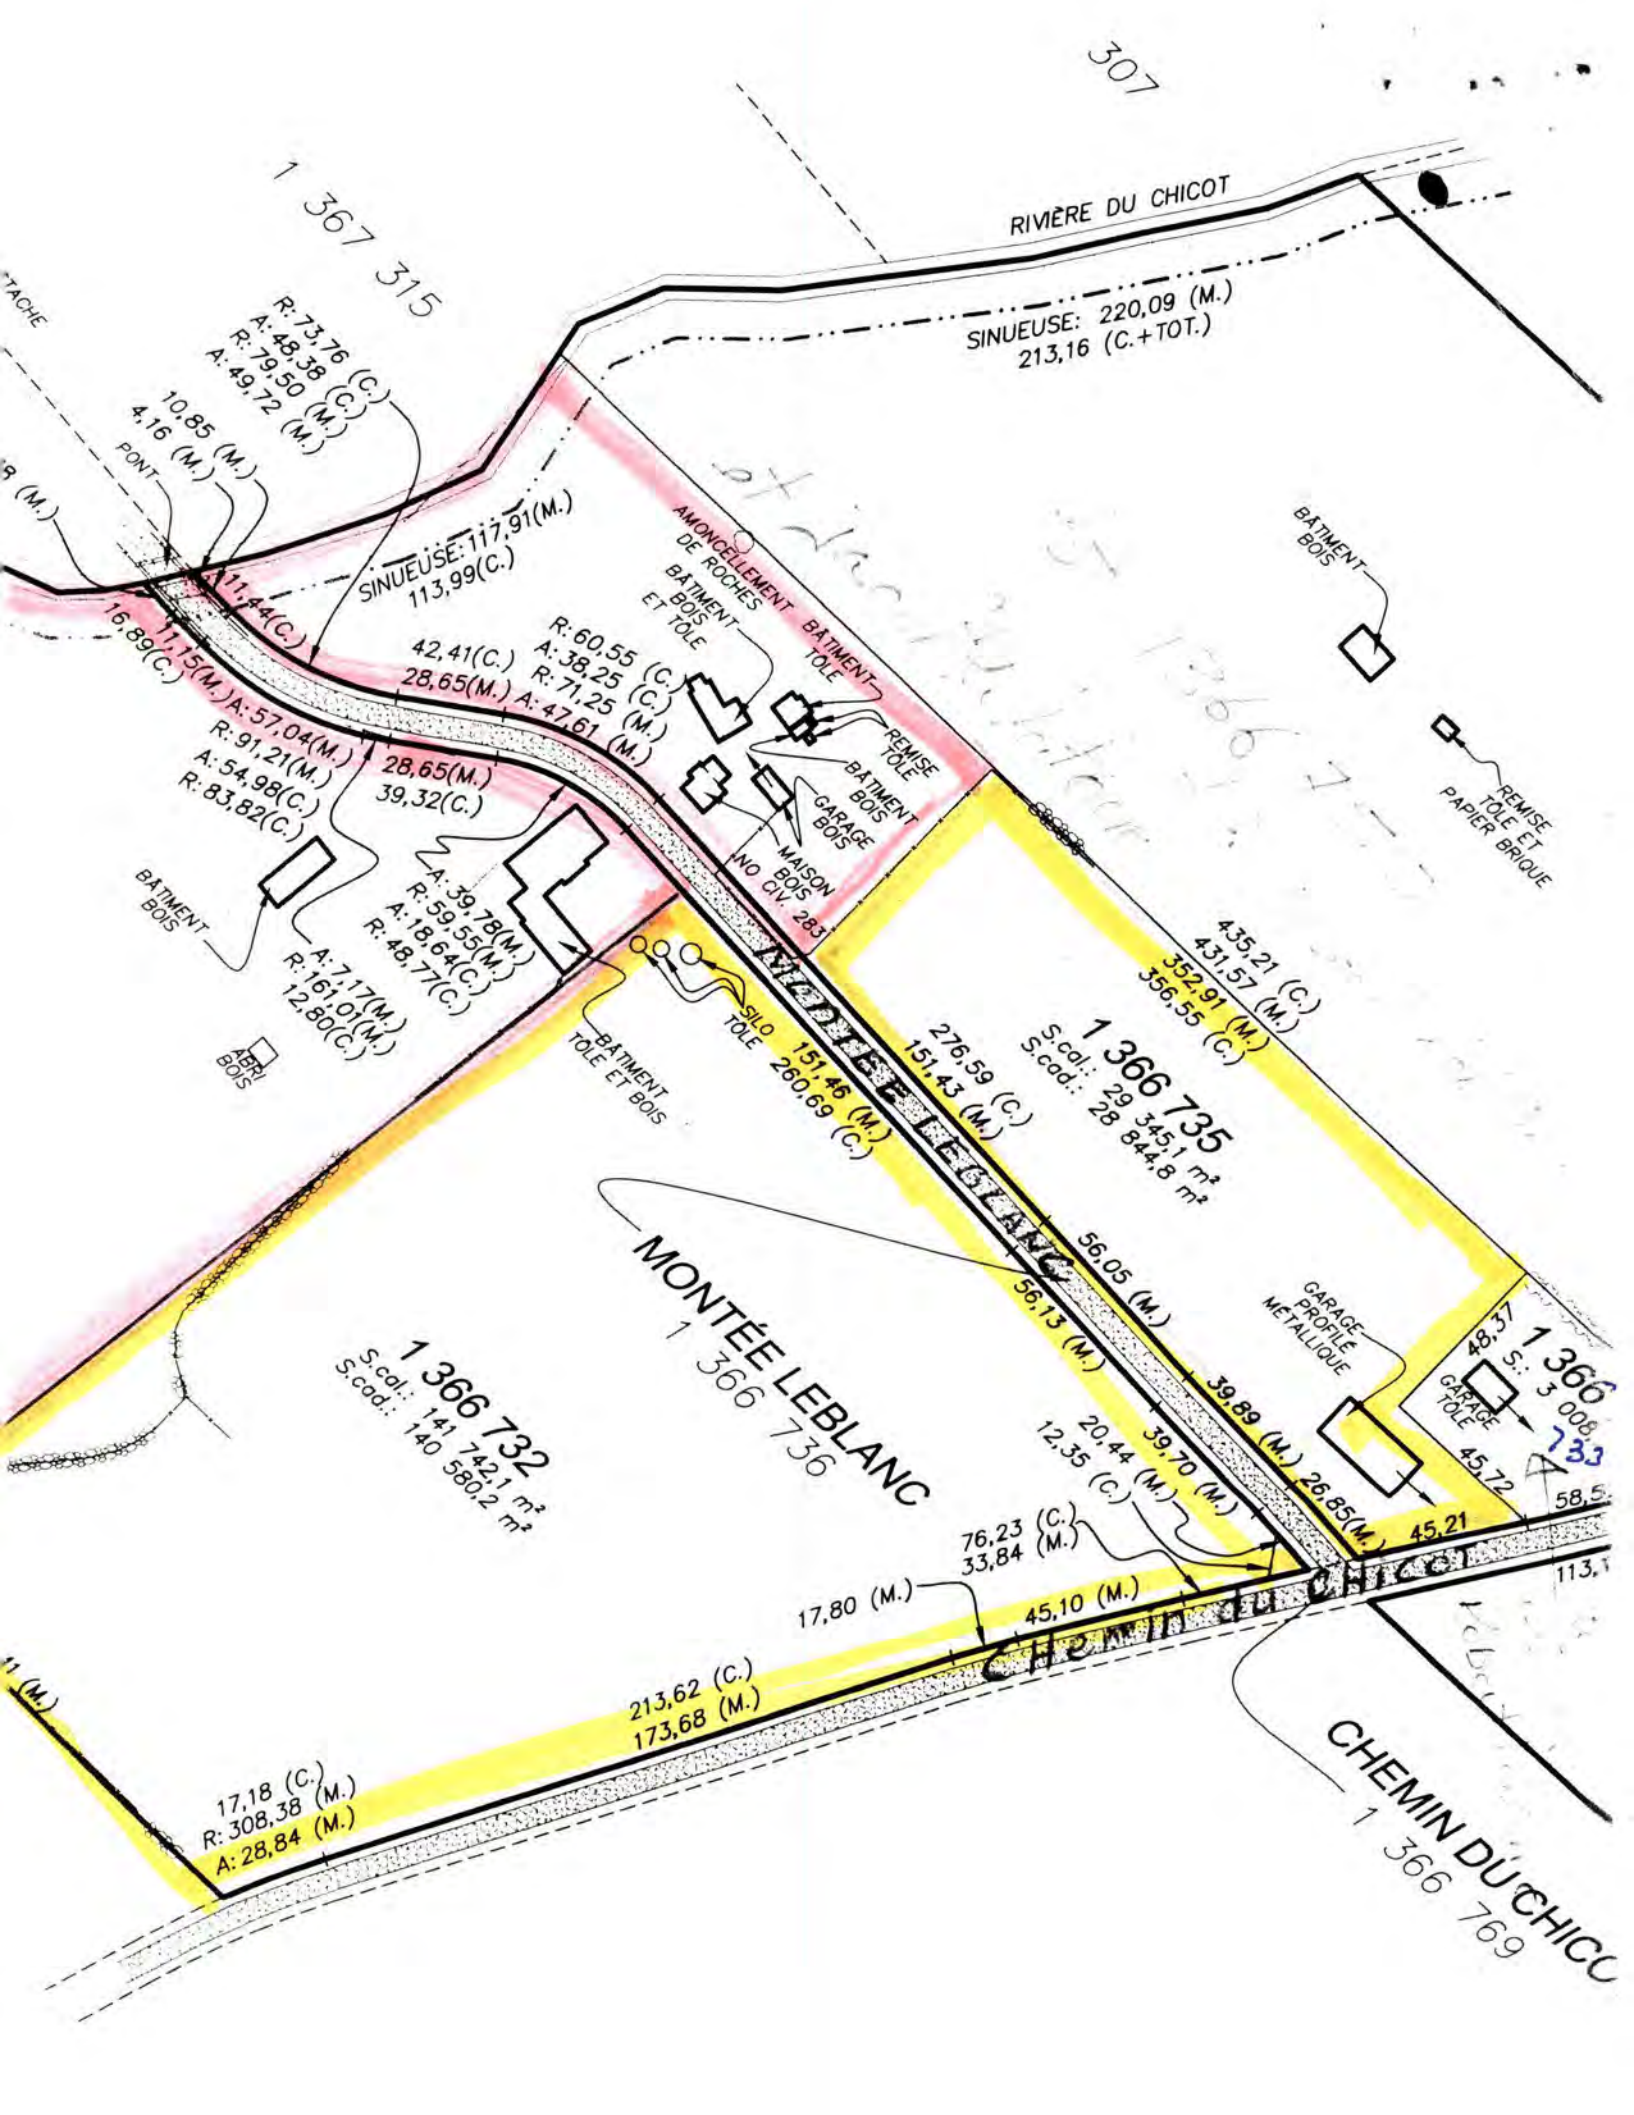 307
1 367 315
RIVIÈRE DU CHICOT
SINUEUSE: 220,09 (M.)
213,16 (C.+TOT.)
TACHE
R: 73,76 (C.)
A: 48,38 (C.)
R: 79,50 (M.)
A: 49,72 (M.)
10,85 (M.)
4,16 (M.)
PONT
8 (M.)
SINUEUSE: 117,91(M.)
113,99(C.)
11,44(C.)
16,89(C.)
11,15(M.)
AMONCELLEMENT
DE ROCHES
BÂTIMENT
BOIS
ET TÔLE
BÂTIMENT
TÔLE
BÂTIMENT
BOIS
R: 60,55 (C.)
A: 38,25 (C.)
R: 71,25 (M.)
A: 47,61 (M.)
42,41(C.)
28,65(M.)
A: 57,04(M.)
R: 91,21(M.)
A: 54,98(C.)
R: 83,82(C.)
28,65(M.)
39,32(C.)
REMISE
TÔLE
BÂTIMENT
BOIS
GARAGE
BOIS
MAISON
BOIS
NO CIV. 283
REMISE
TÔLE ET
PAPIER BRIQUE
BÂTIMENT
BOIS
A: 39,78(M.)
R: 59,55(M.)
A: 18,64(C.)
R: 48,77(C.)
A: 7,17(M.)
R: 161,01(M.)
12,80(C.)
ABRI
BOIS
SILO
TÔLE
BÂTIMENT
TÔLE ET BOIS
MONTÉE LEBLANC
151,46 (M.)
260,69 (C.)
276,59 (C.)
151,43 (M.)
435,21 (C.)
431,57 (M.)
352,91 (M.)
356,55 (C.)
1 366 735
S.cal.: 29 345,1 m²
S.cad.: 28 844,8 m²
56,05 (M.)
56,13 (M.)
MONTÉE LEBLANC
1 366 736
1 366 732
S.cal.: 141 742,1 m²
S.cad.: 140 580,2 m²
GARAGE
PROFILÉ
MÉTALLIQUE
48,37
1 366
S.: 3 008,
GARAGE
TÔLE
733
45,72
39,89 (M.)
39,70 (M.)
20,44 (M.)
12,35 (C.)
26,85(M.)
45,21
58,5
113,1
76,23 (C.)
33,84 (M.)
17,80 (M.)
45,10 (M.)
CHemin du CHICOT
213,62 (C.)
173,68 (M.)
11 (M.)
17,18 (C.)
R: 308,38 (M.)
A: 28,84 (M.)
CHEMIN DU CHICO
1 366 769